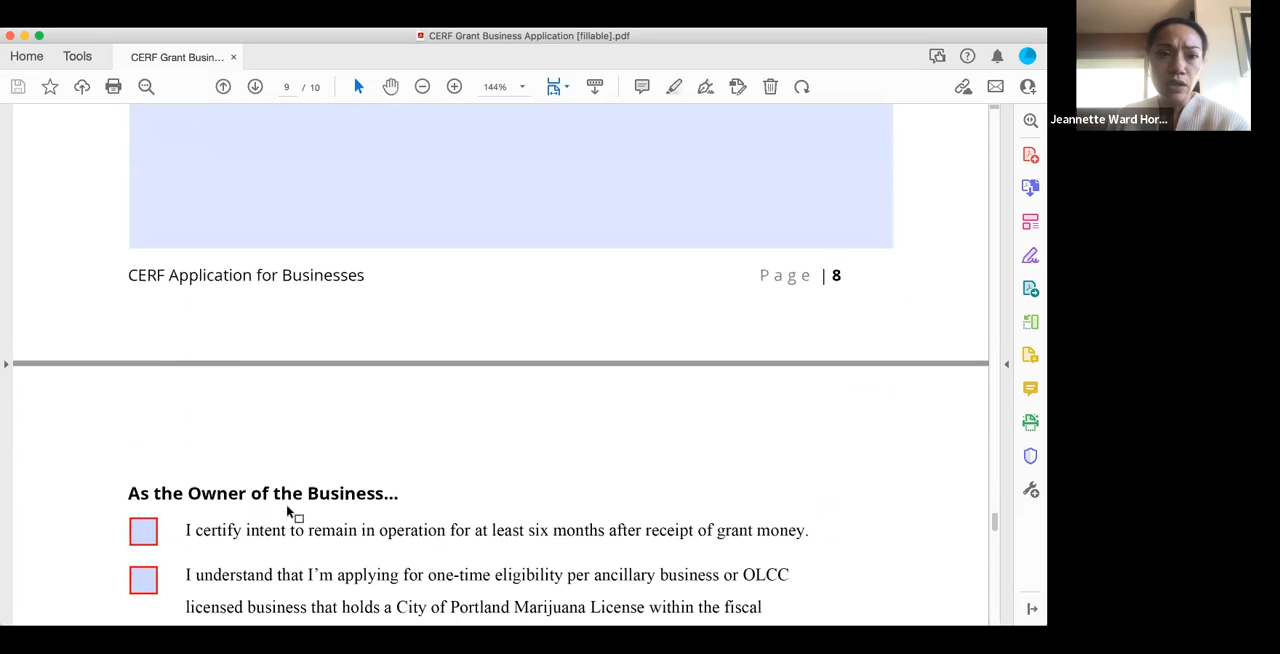 CERF Grant Business Application [fillable].pdf
Home
Tools
CERF Grant Busin...
×
9 / 10
144%
Jeannette Ward Hor...
CERF Application for Businesses
Page | 8
As the Owner of the Business...
I certify intent to remain in operation for at least six months after receipt of grant money.
I understand that I'm applying for one-time eligibility per ancillary business or OLCC
licensed business that holds a City of Portland Marijuana License within the fiscal